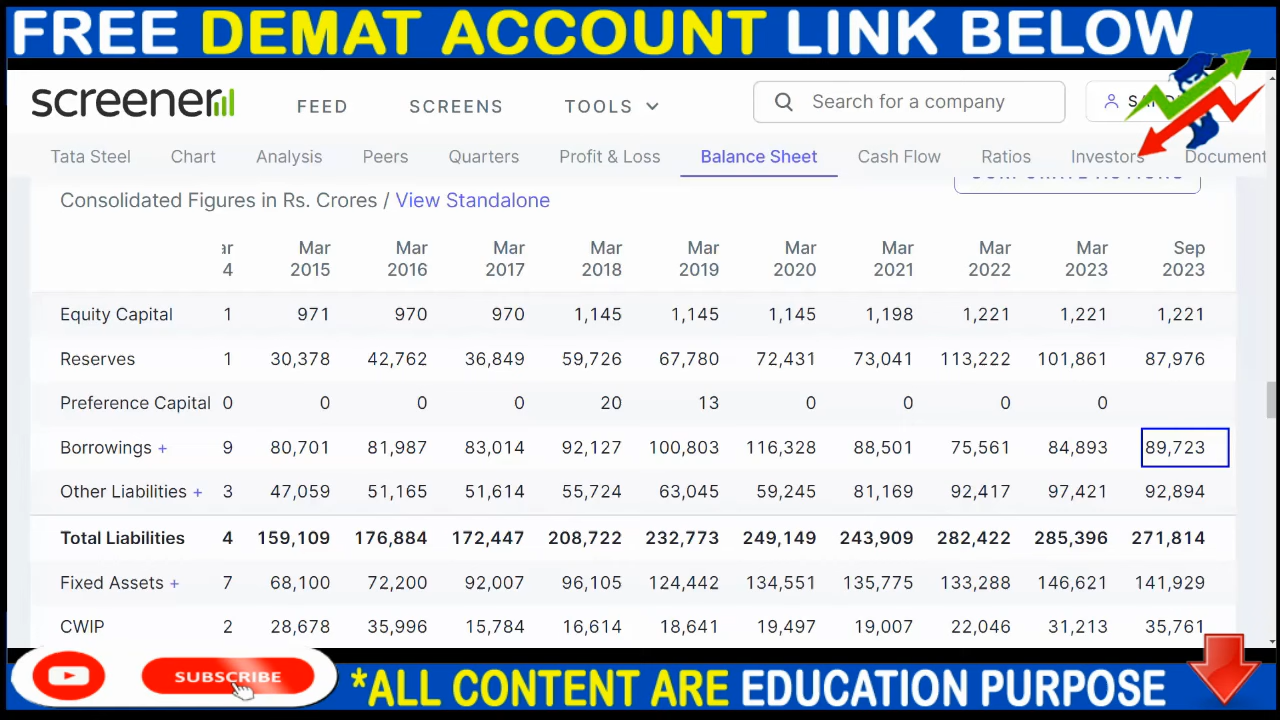 FREE DEMAT ACCOUNT LINK BELOW
screener
FEED SCREENS TOOLS Search for a company
Tata Steel Chart Analysis Peers Quarters Profit & Loss Balance Sheet Cash Flow Ratios Investors Document
Consolidated Figures in Rs. Crores / View Standalone
ar Mar Mar Mar Mar Mar Mar Mar Mar Mar Sep
4 2015 2016 2017 2018 2019 2020 2021 2022 2023 2023
Equity Capital 1 971 970 970 1,145 1,145 1,145 1,198 1,221 1,221 1,221
Reserves 1 30,378 42,762 36,849 59,726 67,780 72,431 73,041 113,222 101,861 87,976
Preference Capital 0 0 0 0 20 13 0 0 0 0
Borrowings + 9 80,701 81,987 83,014 92,127 100,803 116,328 88,501 75,561 84,893 89,723
Other Liabilities + 3 47,059 51,165 51,614 55,724 63,045 59,245 81,169 92,417 97,421 92,894
Total Liabilities 4 159,109 176,884 172,447 208,722 232,773 249,149 243,909 282,422 285,396 271,814
Fixed Assets + 7 68,100 72,200 92,007 96,105 124,442 134,551 135,775 133,288 146,621 141,929
CWIP 2 28,678 35,996 15,784 16,614 18,641 19,497 19,007 22,046 31,213 35,761
SUBSCRIBE
*ALL CONTENT ARE EDUCATION PURPOSE